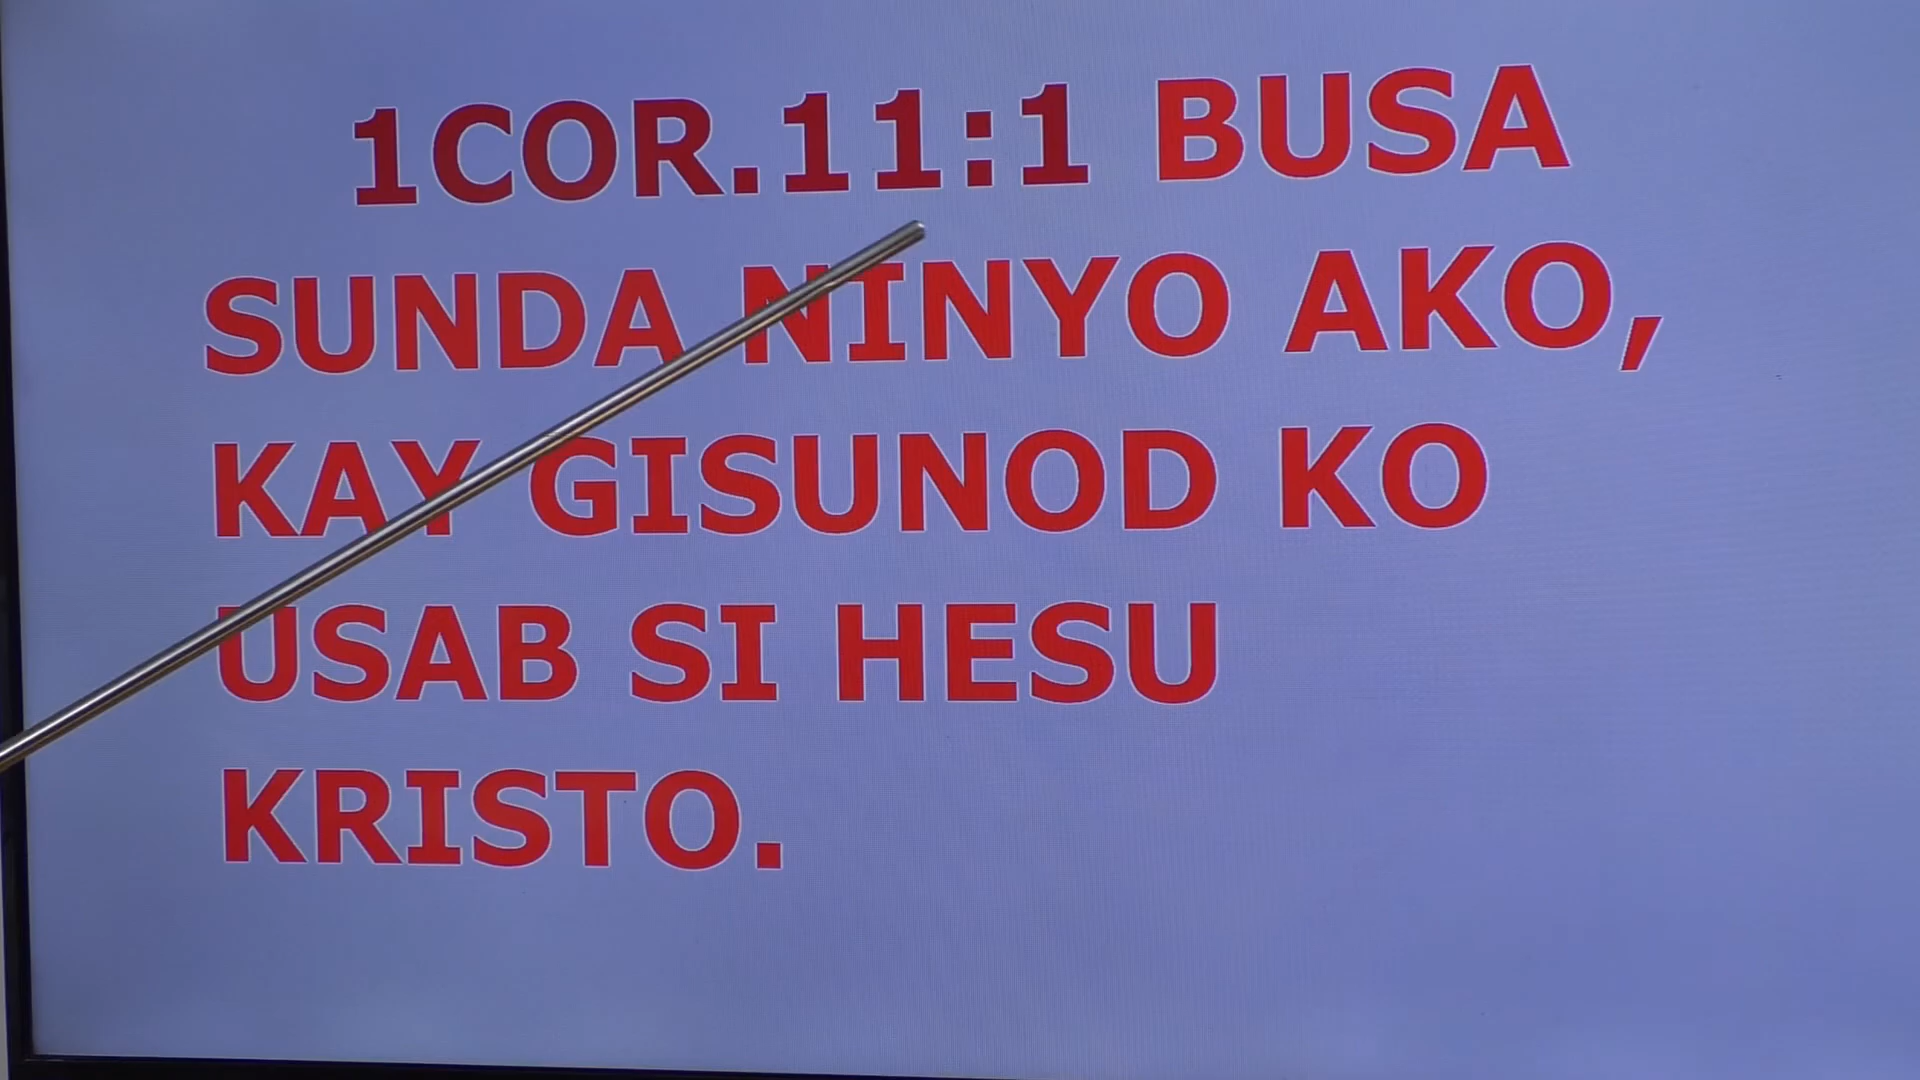 1COR.11:1 BUSA
SUNDA NINYO AKO,
KAY GISUNOD KO
USAB SI HESU
KRISTO.